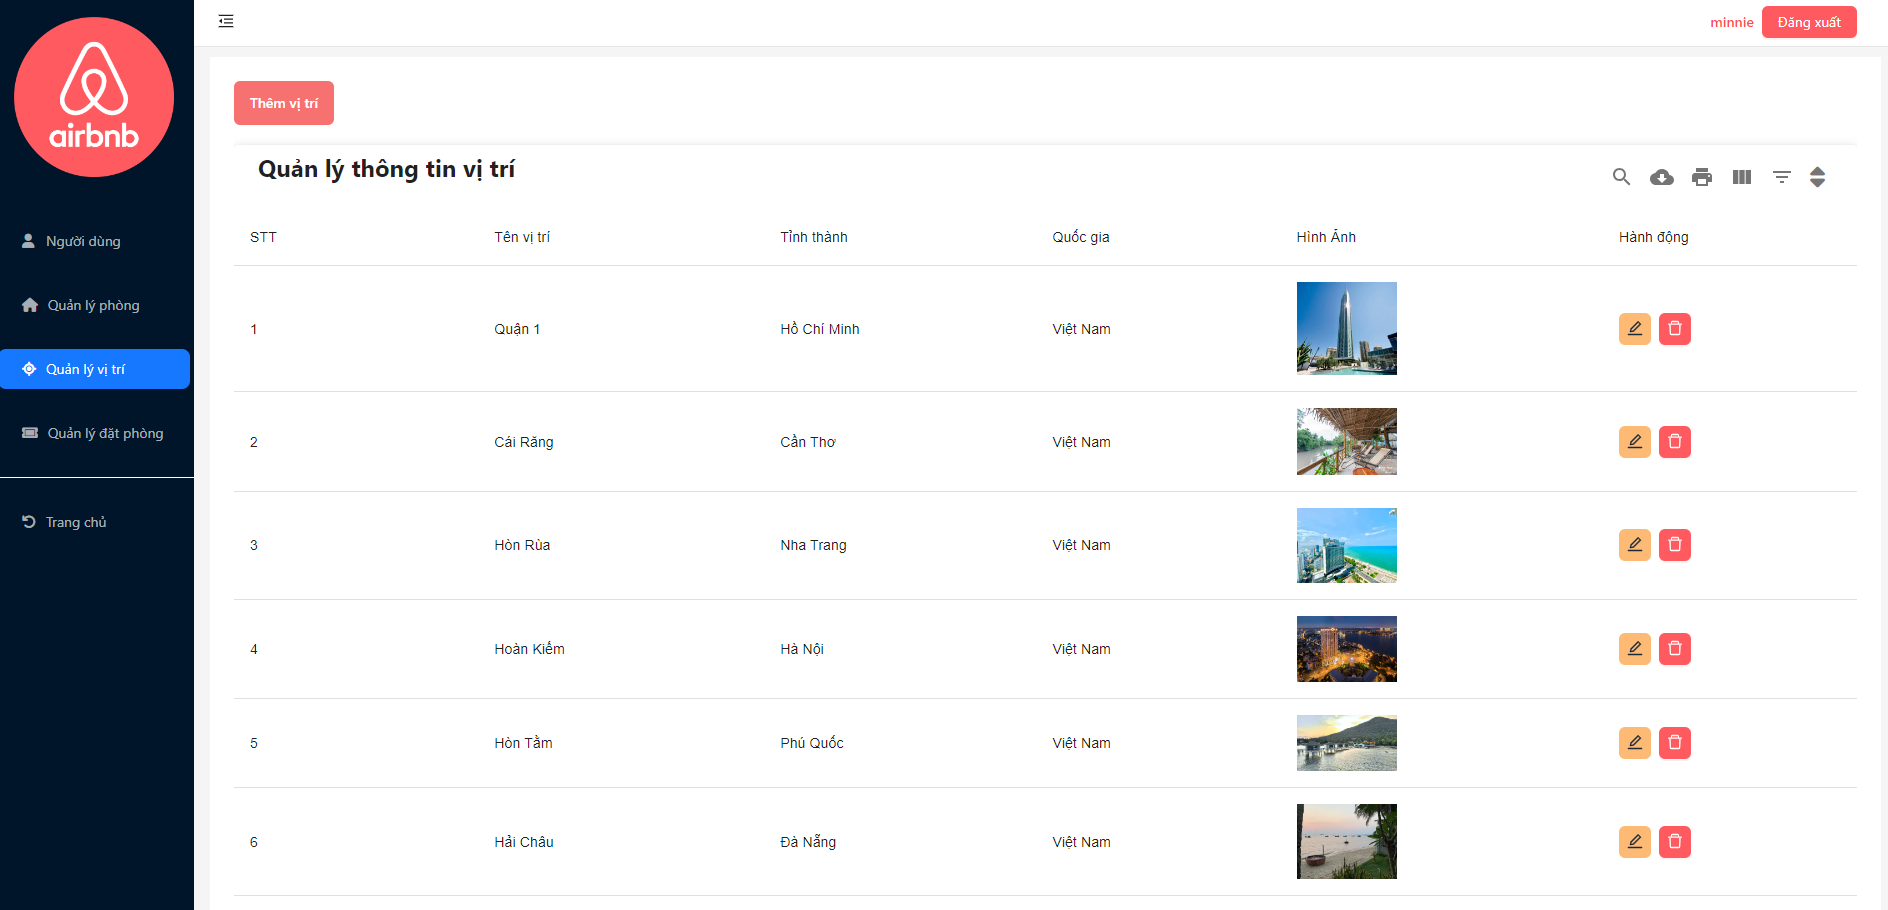 airbnb
Người dùng
Quản lý phòng
Quản lý vị trí
Quản lý đặt phòng
Trang chủ
minnie Đăng xuất
Thêm vị trí
Quản lý thông tin vị trí
STT Tên vị trí Tỉnh thành Quốc gia Hình Ảnh Hành động
1 Quận 1 Hồ Chí Minh Việt Nam
2 Cái Răng Cần Thơ Việt Nam
3 Hòn Rùa Nha Trang Việt Nam
4 Hoàn Kiếm Hà Nội Việt Nam
5 Hòn Tằm Phú Quốc Việt Nam
6 Hải Châu Đà Nẵng Việt Nam